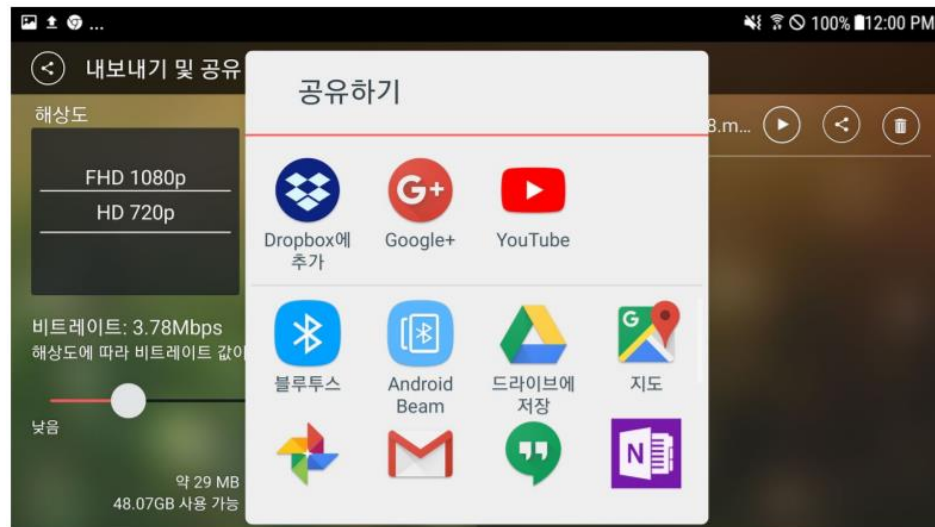 ... 100% 12:00 PM
내보내기 및 공유
공유하기
해상도
8.m...
FHD 1080p
HD 720p
G+
Dropbox에
추가
Google+
YouTube
비트레이트: 3.78Mbps
해상도에 따라 비트레이트 값이
G
블루투스
Android
Beam
드라이브에
저장
지도
낮음
N
약 29 MB
48.07GB 사용 가능